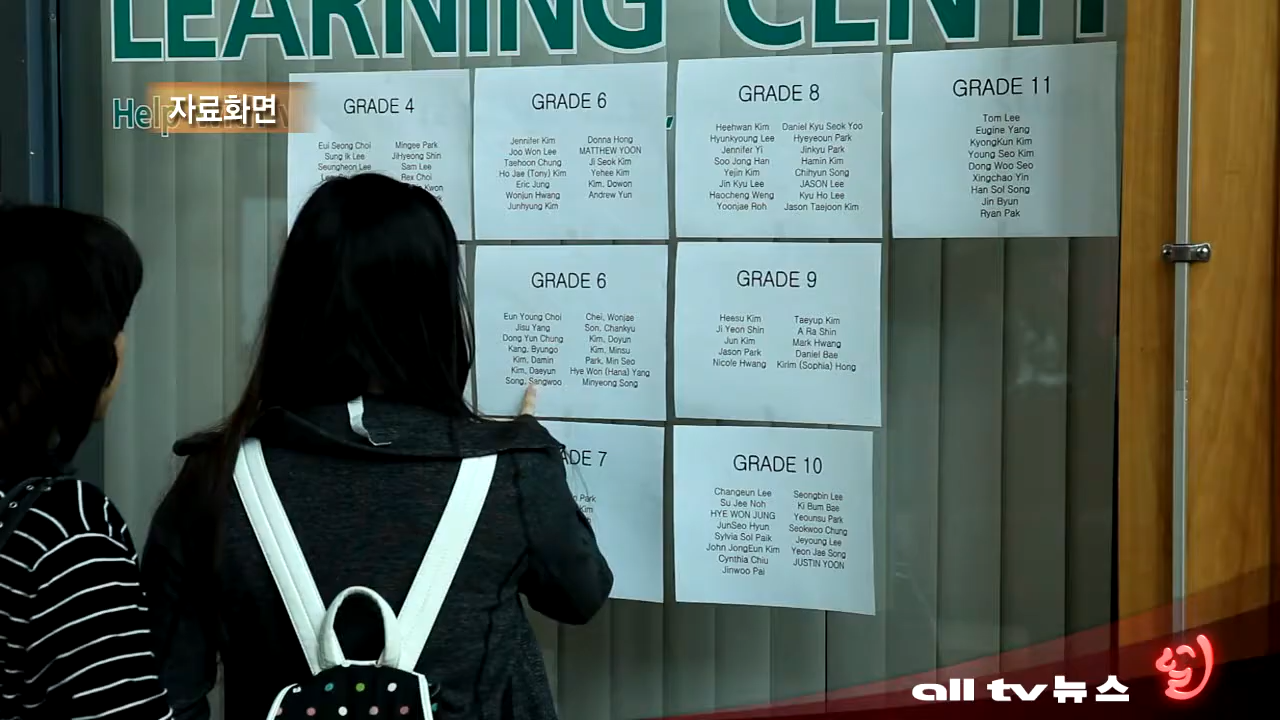 LEARNING CENT
자료화면
Help
GRADE 4
Eui Seong Choi
Sung Ik Lee
Seungheon Lee
Mingee Park
JiHyeong Shin
Sam Lee
Rex Choi
Kwon
GRADE 6
Jennifer Kim
Joo Won Lee
Taehoon Chung
Ho Jae (Tony) Kim
Eric Jung
Wonjun Hwang
Junhyung Kim
Donna Hong
MATTHEW YOON
Ji Seok Kim
Yehee Kim
Kim, Dowon
Andrew Yun
GRADE 8
Heehwan Kim
Hyunkyoung Lee
Jennifer Yi
Soo Jong Han
Yejin Kim
Jin Kyu Lee
Haocheng Weng
Yoonjae Roh
Daniel Kyu Seok Yoo
Hyeyeoun Park
Jinkyu Park
Hamin Kim
Chihyun Song
JASON Lee
Kyu Ho Lee
Jason Taejoon Kim
GRADE 11
Tom Lee
Eugine Yang
KyongKun Kim
Young Seo Kim
Dong Woo Seo
Xingchao Yin
Han Sol Song
Jin Byun
Ryan Pak
GRADE 6
Eun Young Choi
Jisu Yang
Dong Yun Chung
Kang, Byungo
Kim, Damin
Kim, Daeyun
Song, Sangwoo
Chei, Wonjae
Son, Chankyu
Kim, Doyun
Kim, Minsu
Park, Min Seo
Hye Won (Hana) Yang
Minyeong Song
GRADE 9
Heesu Kim
Ji Yeon Shin
Jun Kim
Jason Park
Nicole Hwang
Taeyup Kim
A Ra Shin
Mark Hwang
Daniel Bae
Kirim (Sophia) Hong
ADE 7
Park
Kim
GRADE 10
Changeun Lee
Su Jee Noh
HYE WON JUNG
JunSeo Hyun
Sylvia Sol Paik
John JongEun Kim
Cynthia Chiu
Jinwoo Pai
Seongbin Lee
Ki Bum Bae
Yeounsu Park
Seokwoo Chung
Jeyoung Lee
Yeon Jae Song
JUSTIN YOON
all tv 뉴스